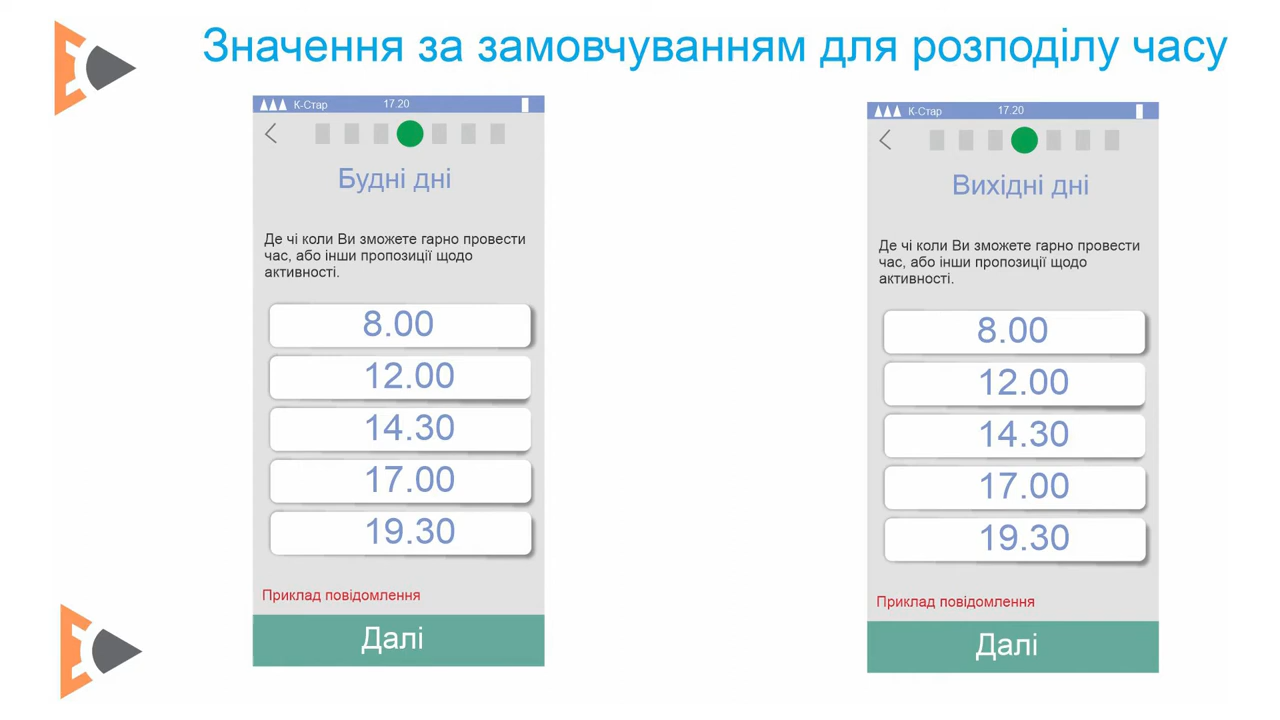 Значення за замовчуванням для розподілу часу
К-Стар 17.20
Будні дні
Де чі коли Ви зможете гарно провести
час, або інши пропозиції щодо
активності.
8.00
12.00
14.30
17.00
19.30
Приклад повідомлення
Далі
К-Стар 17.20
Вихідні дні
Де чі коли Ви зможете гарно провести
час, або інши пропозиції щодо
активності.
8.00
12.00
14.30
17.00
19.30
Приклад повідомлення
Далі